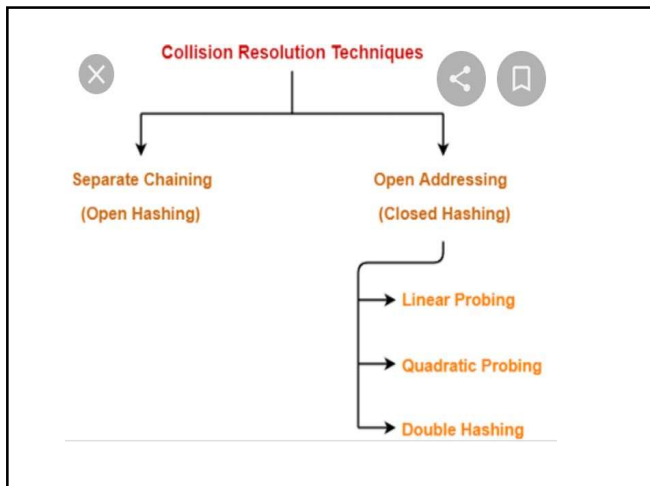 Collision Resolution Techniques
Separate Chaining
(Open Hashing)
Open Addressing
(Closed Hashing)
Linear Probing
Quadratic Probing
Double Hashing